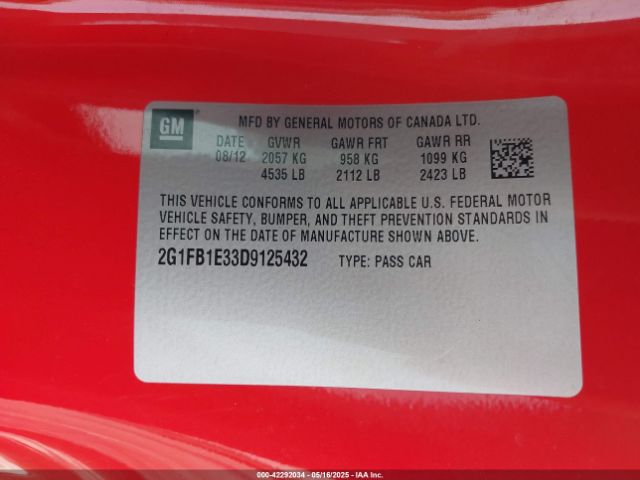 GM
MFD BY GENERAL MOTORS OF CANADA LTD.
DATE GVWR GAWR FRT GAWR RR
08/12 2057 KG 958 KG 1099 KG
4535 LB 2112 LB 2423 LB
THIS VEHICLE CONFORMS TO ALL APPLICABLE U.S. FEDERAL MOTOR
VEHICLE SAFETY, BUMPER, AND THEFT PREVENTION STANDARDS IN
EFFECT ON THE DATE OF MANUFACTURE SHOWN ABOVE.
2G1FB1E33D9125432 TYPE: PASS CAR
000-42292034 - 05/16/2025 - IAAI.COM